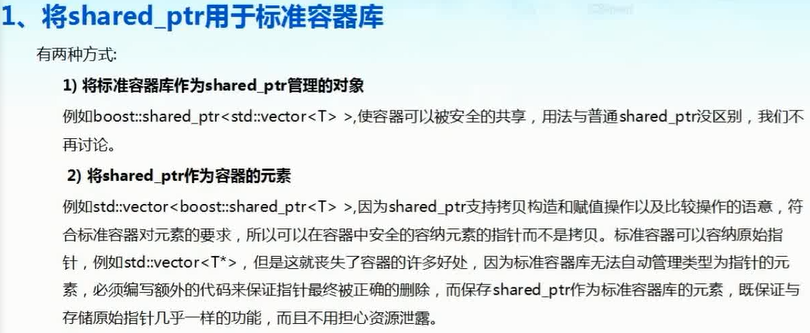 1、将shared_ptr用于标准容器库
有两种方式:
1) 将标准容器库作为shared_ptr管理的对象
例如boost::shared_ptr<std::vector<T> >,使容器可以被安全的共享，用法与普通shared_ptr没区别，我们不
再讨论。
2) 将shared_ptr作为容器的元素
例如std::vector<boost::shared_ptr<T> >,因为shared_ptr支持拷贝构造和赋值操作以及比较操作的语意，符
合标准容器对元素的要求，所以可以在容器中安全的容纳元素的指针而不是拷贝。标准容器可以容纳原始指
针，例如std::vector<T*>，但是这就丧失了容器的许多好处，因为标准容器库无法自动管理类型为指针的元
素，必须编写额外的代码来保证指针最终被正确的删除，而保存shared_ptr作为标准容器库的元素，既保证与
存储原始指针几乎一样的功能，而且不用担心资源泄露。